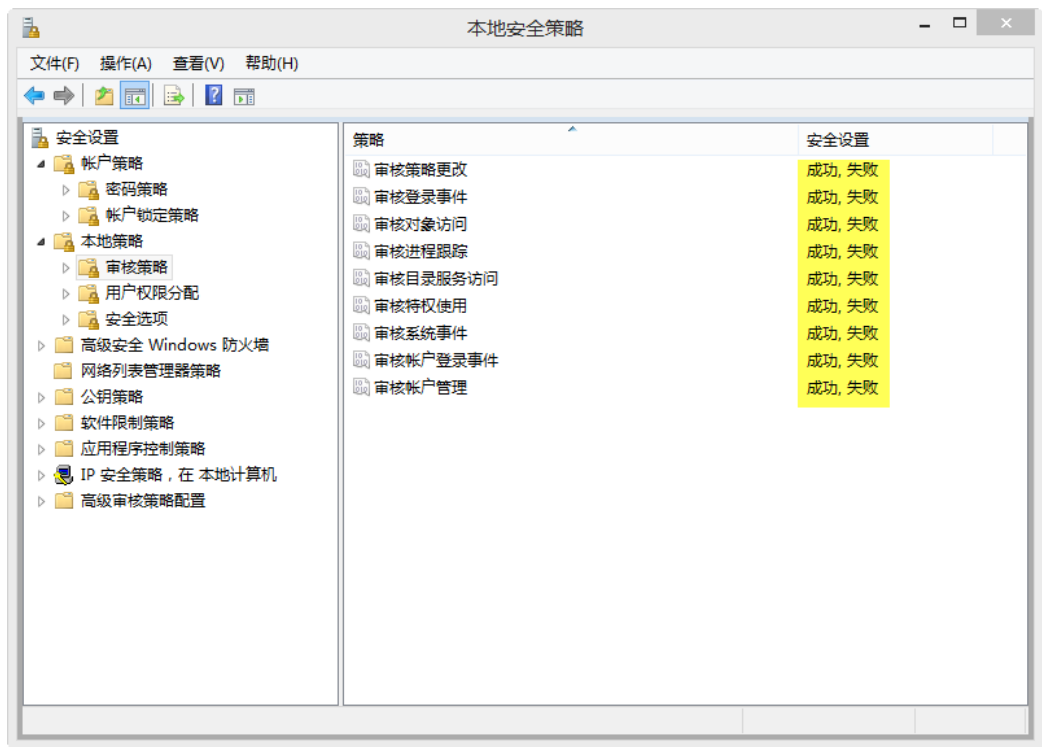 本地安全策略
文件(F) 操作(A) 查看(V) 帮助(H)
安全设置
帐户策略
密码策略
帐户锁定策略
本地策略
审核策略
用户权限分配
安全选项
高级安全 Windows 防火墙
网络列表管理器策略
公钥策略
软件限制策略
应用程序控制策略
IP 安全策略，在 本地计算机
高级审核策略配置
策略 安全设置
审核策略更改 成功, 失败
审核登录事件 成功, 失败
审核对象访问 成功, 失败
审核进程跟踪 成功, 失败
审核目录服务访问 成功, 失败
审核特权使用 成功, 失败
审核系统事件 成功, 失败
审核帐户登录事件 成功, 失败
审核帐户管理 成功, 失败